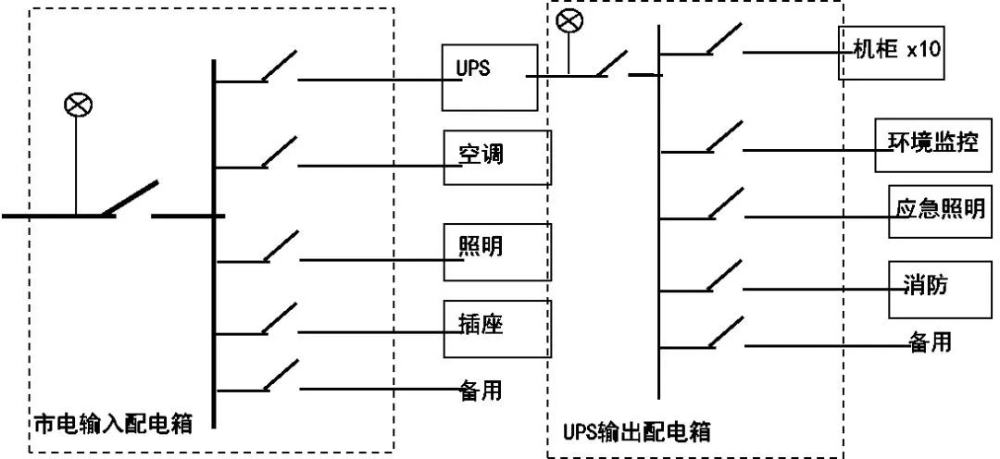 UPS
空调
照明
插座
备用
市电输入配电箱
机柜 x10
环境监控
应急照明
消防
备用
UPS输出配电箱